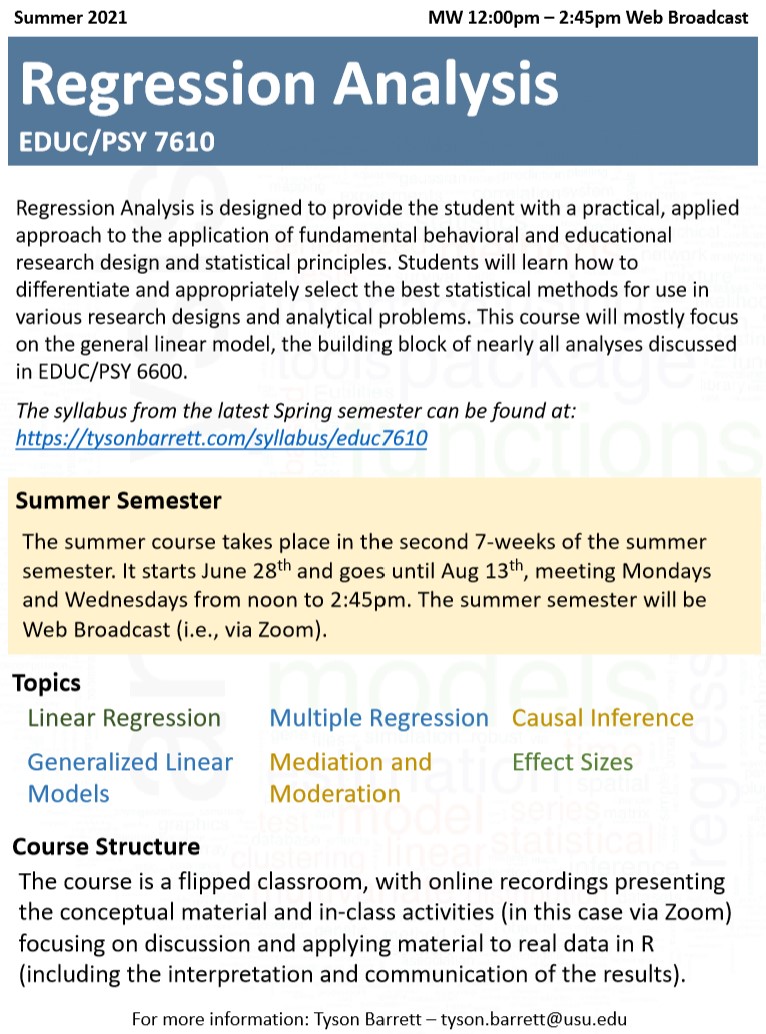 Summer 2021 MW 12:00pm – 2:45pm Web Broadcast
Regression Analysis
EDUC/PSY 7610
Regression Analysis is designed to provide the student with a practical, applied
approach to the application of fundamental behavioral and educational
research design and statistical principles. Students will learn how to
differentiate and appropriately select the best statistical methods for use in
various research designs and analytical problems. This course will mostly focus
on the general linear model, the building block of nearly all analyses discussed
in EDUC/PSY 6600.
The syllabus from the latest Spring semester can be found at:
https://tysonbarrett.com/syllabus/educ7610
Summer Semester
The summer course takes place in the second 7-weeks of the summer
semester. It starts June 28th and goes until Aug 13th, meeting Mondays
and Wednesdays from noon to 2:45pm. The summer semester will be
Web Broadcast (i.e., via Zoom).
Topics
Linear Regression Multiple Regression Causal Inference
Generalized Linear Mediation and Effect Sizes
Models Moderation
Course Structure
The course is a flipped classroom, with online recordings presenting
the conceptual material and in-class activities (in this case via Zoom)
focusing on discussion and applying material to real data in R
(including the interpretation and communication of the results).
For more information: Tyson Barrett – tyson.barrett@usu.edu